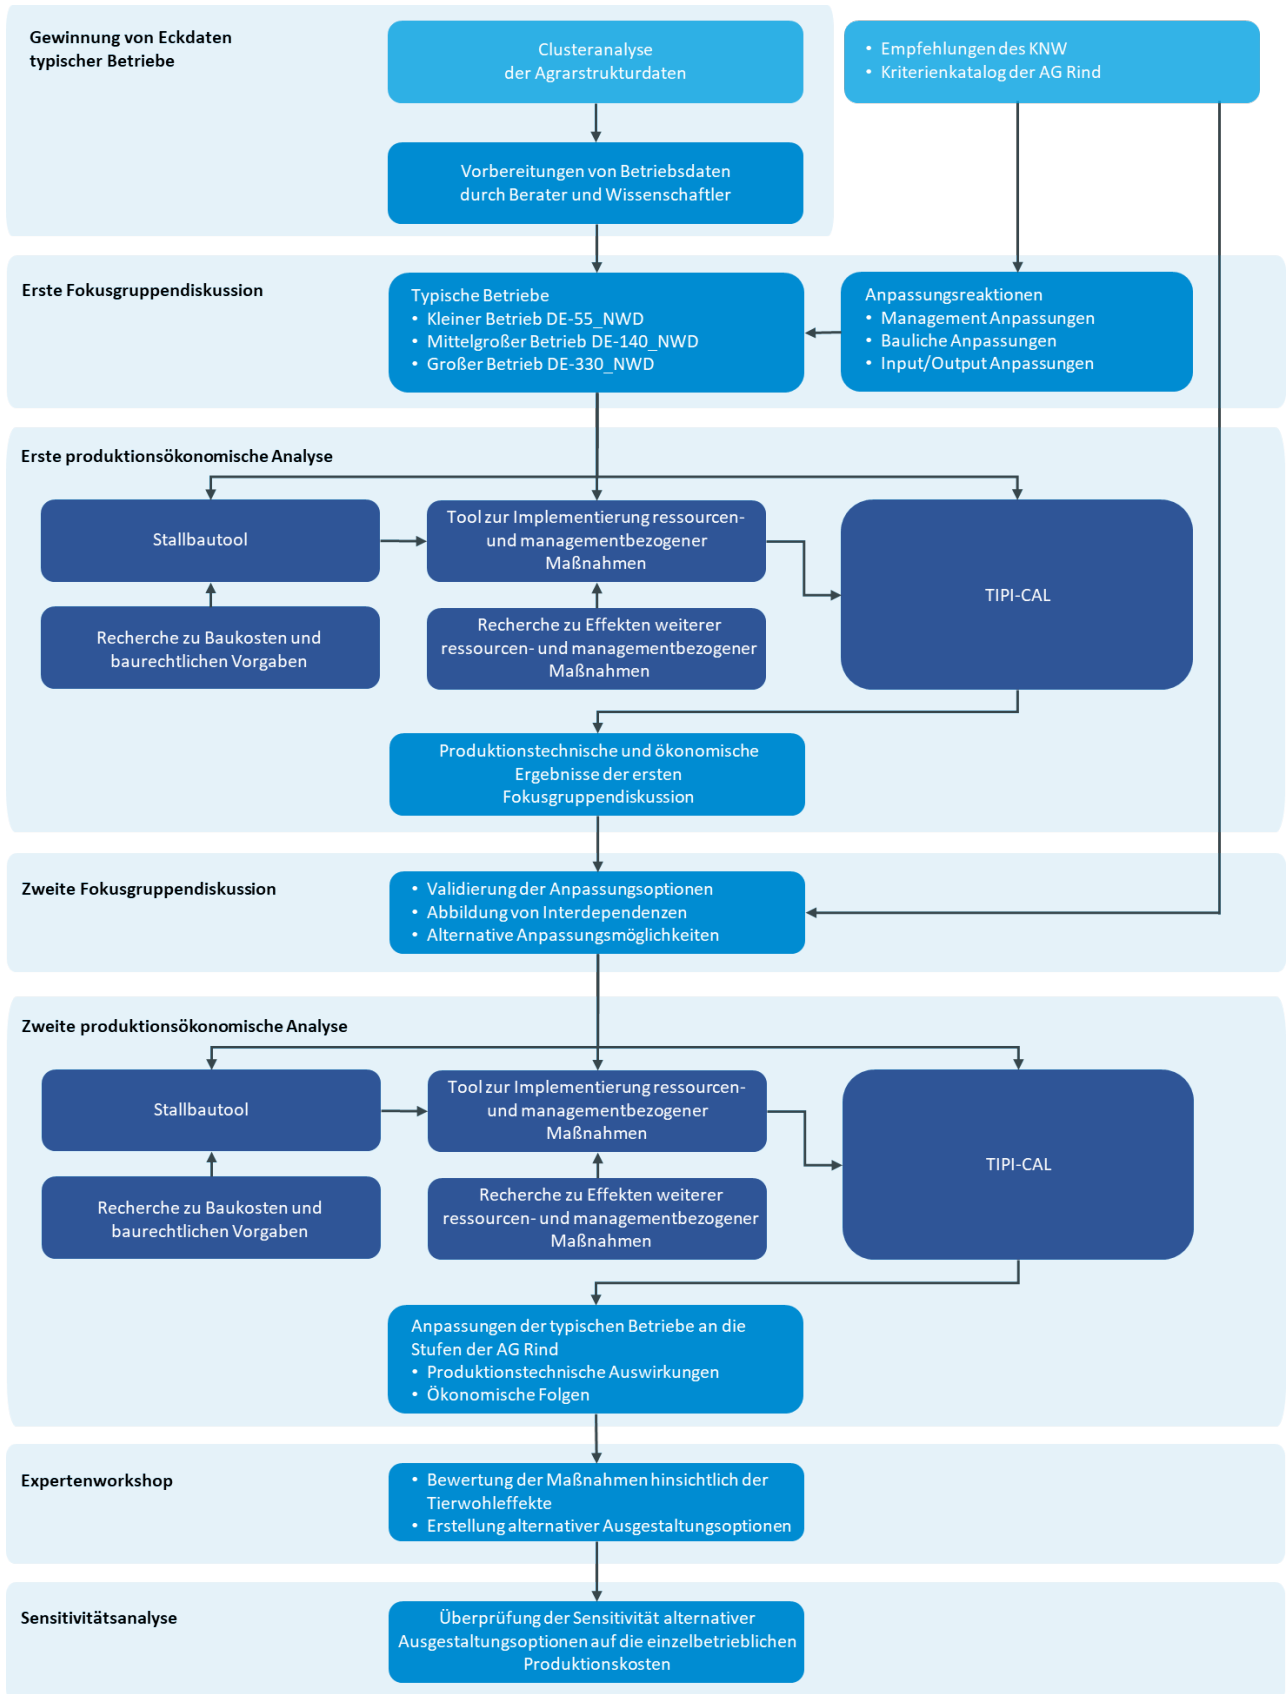 Gewinnung von Eckdaten
typischer Betriebe
Clusteranalyse
der Agrarstrukturdaten
• Empfehlungen des KNW
• Kriterienkatalog der AG Rind
Vorbereitungen von Betriebsdaten
durch Berater und Wissenschaftler
Erste Fokusgruppendiskussion
Typische Betriebe
• Kleiner Betrieb DE-55_NWD
• Mittelgroßer Betrieb DE-140_NWD
• Großer Betrieb DE-330_NWD
Anpassungsreaktionen
• Management Anpassungen
• Bauliche Anpassungen
• Input/Output Anpassungen
Erste produktionsökonomische Analyse
Stallbautool
Tool zur Implementierung ressourcen-
und managementbezogener
Maßnahmen
TIPI-CAL
Recherche zu Baukosten und
baurechtlichen Vorgaben
Recherche zu Effekten weiterer
ressourcen- und managementbezogener
Maßnahmen
Produktionstechnische und ökonomische
Ergebnisse der ersten
Fokusgruppendiskussion
Zweite Fokusgruppendiskussion
• Validierung der Anpassungsoptionen
• Abbildung von Interdependenzen
• Alternative Anpassungsmöglichkeiten
Zweite produktionsökonomische Analyse
Stallbautool
Tool zur Implementierung ressourcen-
und managementbezogener
Maßnahmen
TIPI-CAL
Recherche zu Baukosten und
baurechtlichen Vorgaben
Recherche zu Effekten weiterer
ressourcen- und managementbezogener
Maßnahmen
Anpassungen der typischen Betriebe an die
Stufen der AG Rind
• Produktionstechnische Auswirkungen
• Ökonomische Folgen
Expertenworkshop
• Bewertung der Maßnahmen hinsichtlich der
Tierwohleffekte
• Erstellung alternativer Ausgestaltungsoptionen
Sensitivitätsanalyse
Überprüfung der Sensitivität alternativer
Ausgestaltungsoptionen auf die einzelbetrieblichen
Produktionskosten